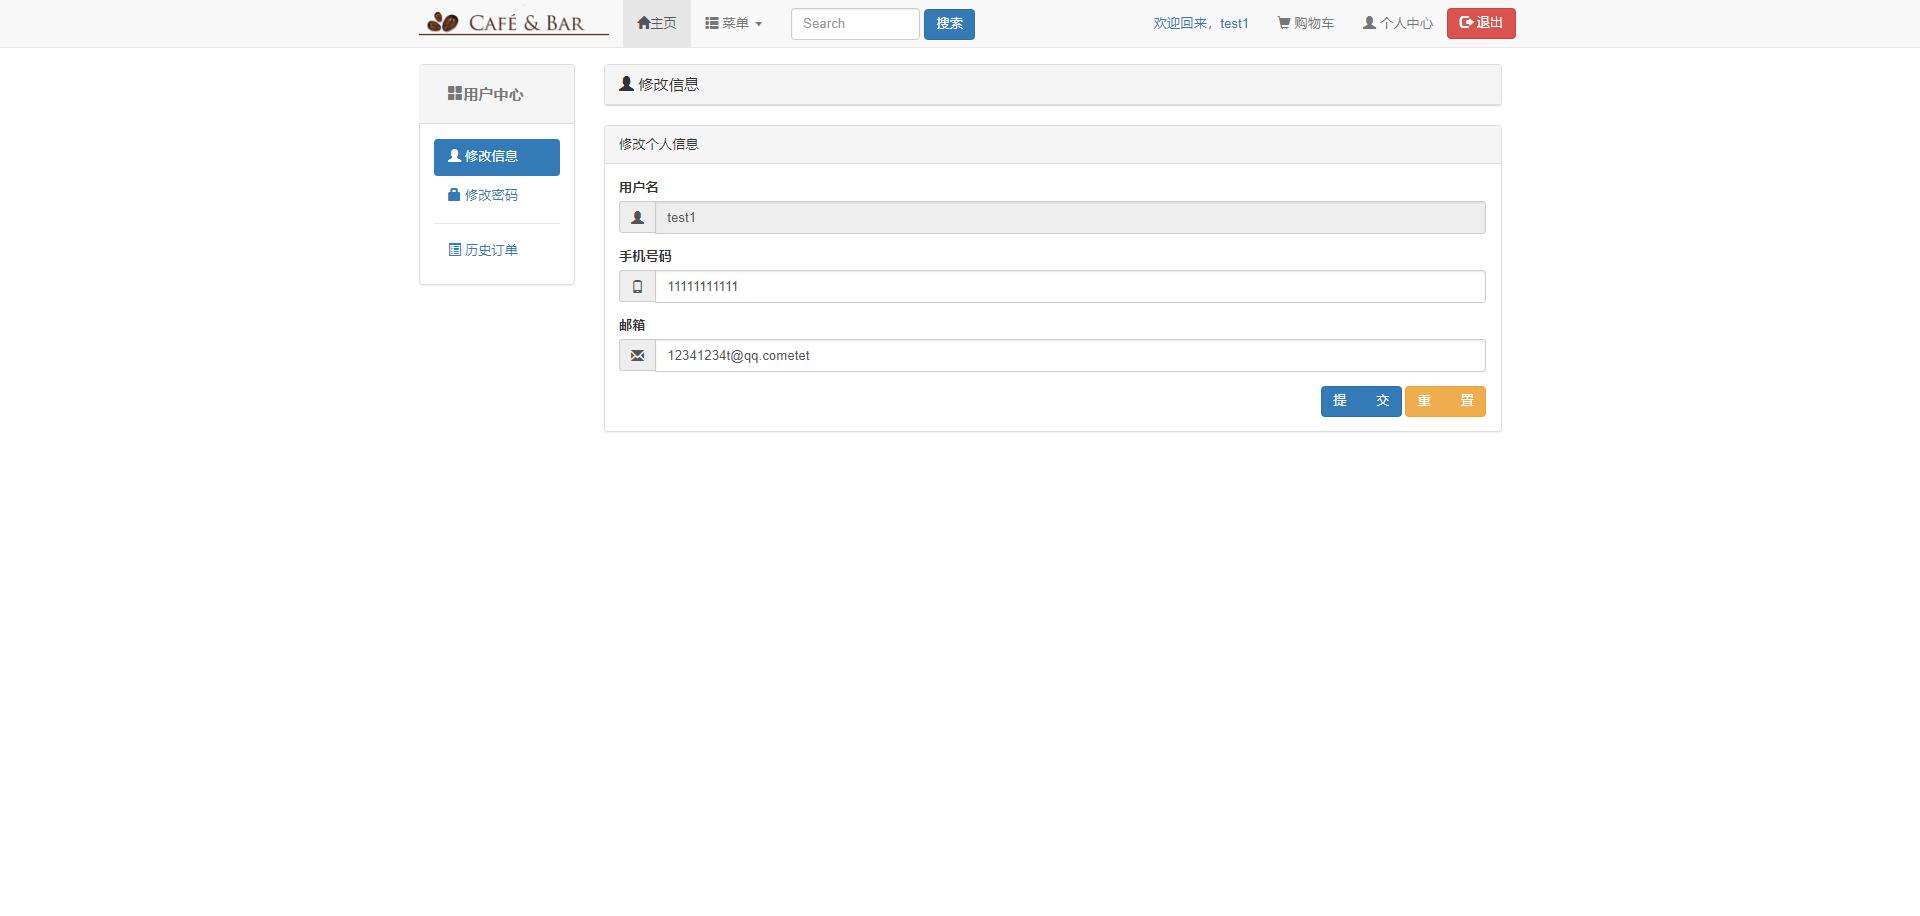 CAFÉ & BAR
主页
菜单
Search
搜索
欢迎回来，test1
购物车
个人中心
退出
用户中心
修改信息
修改密码
历史订单
修改信息
修改个人信息
用户名
test1
手机号码
11111111111
邮箱
12341234t@qq.cometet
提 交
重 置